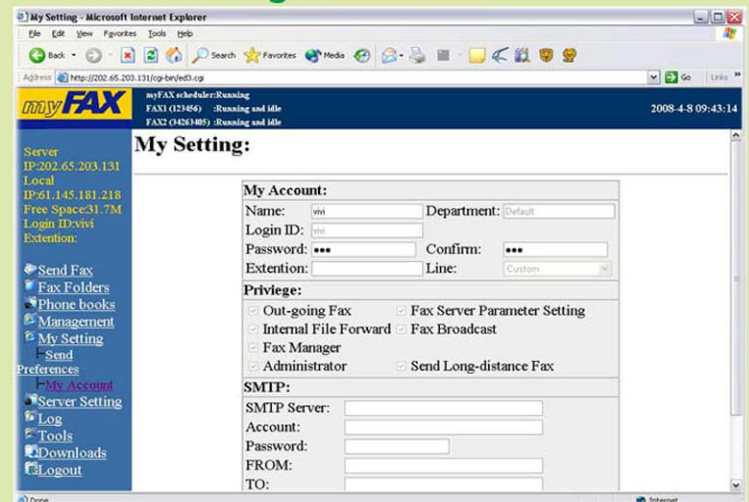 My Setting - Microsoft Internet Explorer
File Edit View Favorites Tools Help
Back Search Favorites Media
Address http://202.65.203.131/cgi-bin/ed3.cgi Go Links
myFAX
myFAX scheduler:Running
FAX1 (123456) :Running and idle
FAX2 (34263405) :Running and idle
2008-4-8 09:43:14
Server
IP:202.65.203.131
Local
IP:61.145.181.218
Free Space:31.7M
Login ID:vivi
Extention:
Send Fax
Fax Folders
Phone books
Management
My Setting
Send
Preferences
My Account
Server Setting
Log
Tools
Downloads
Logout
My Setting:
My Account:
Name: vivi Department: Default
Login ID: vivi
Password: ●●● Confirm: ●●●
Extention: Line: Custom
Priviege:
Out-going Fax Fax Server Parameter Setting
Internal File Forward Fax Broadcast
Fax Manager
Administrator Send Long-distance Fax
SMTP:
SMTP Server:
Account:
Password:
FROM:
TO:
Done Internet